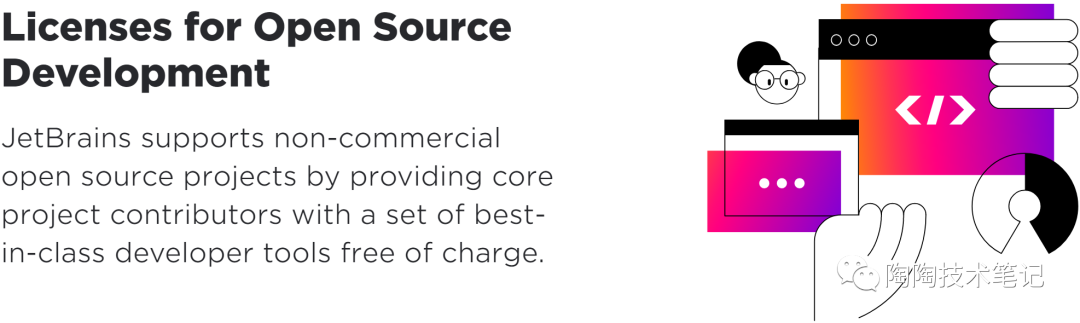 Licenses for Open Source
Development
JetBrains supports non-commercial
open source projects by providing core
project contributors with a set of best-
in-class developer tools free of charge.
</>
陶陶技术笔记